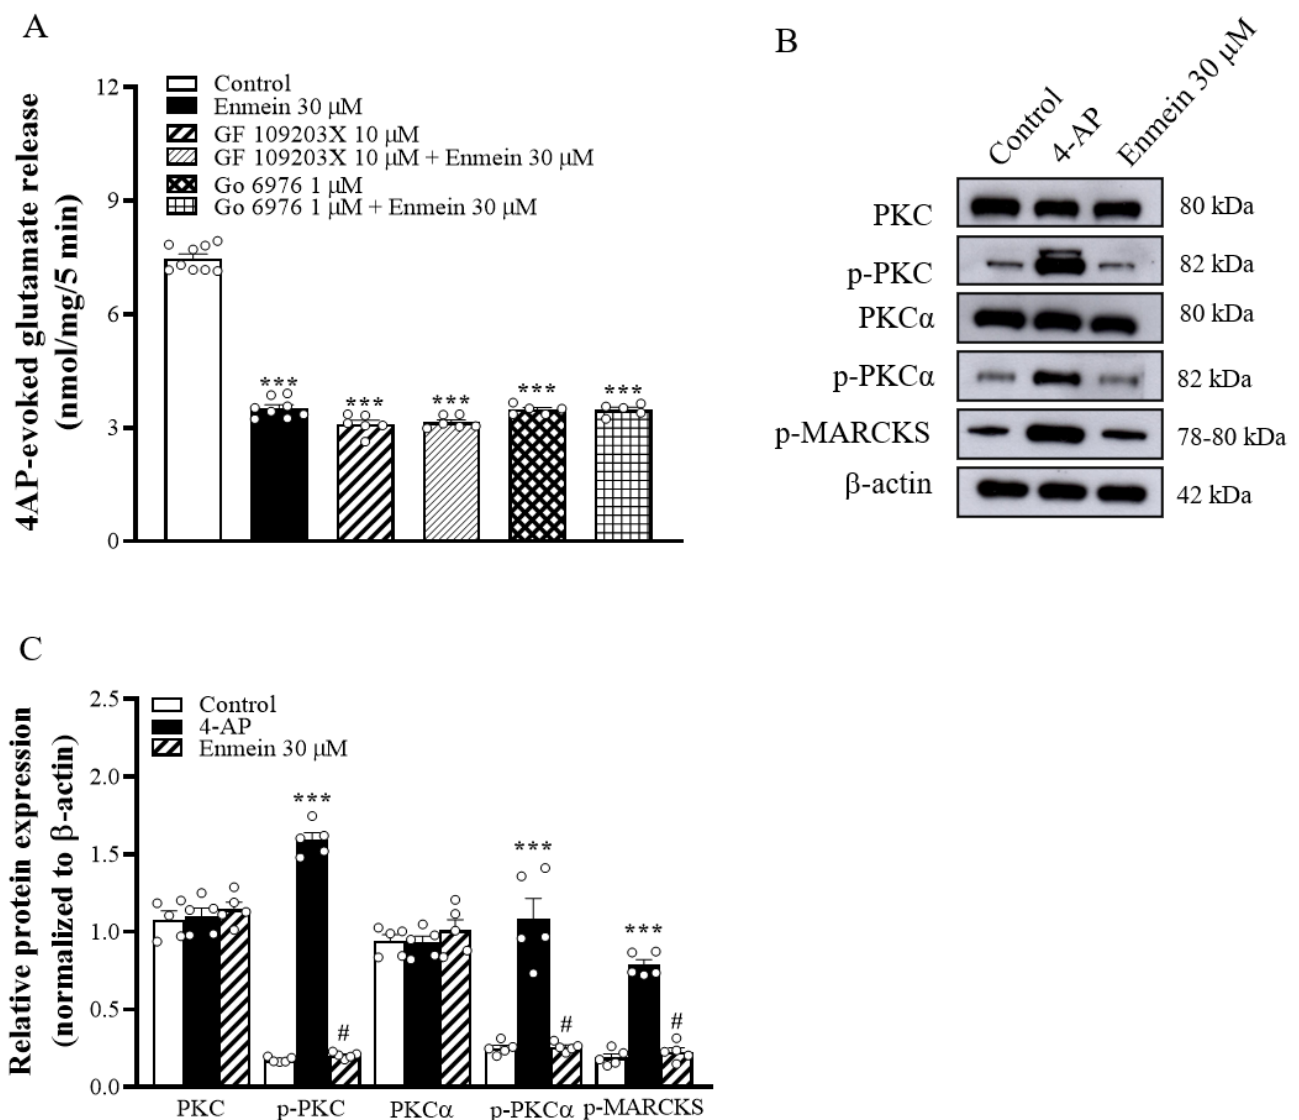 A
4AP-evoked glutamate release
(nmol/mg/5 min)
12
9
6
3
0
Control
Enmein 30 μM
GF 109203X 10 μM
GF 109203X 10 μM + Enmein 30 μM
Go 6976 1 μM
Go 6976 1 μM + Enmein 30 μM
***
***
***
***
***
B
Control
4-AP
Enmein 30 μM
PKC
80 kDa
p-PKC
82 kDa
PKCα
80 kDa
p-PKCα
82 kDa
p-MARCKS
78-80 kDa
β-actin
42 kDa
C
Relative protein expression
(normalized to β-actin)
2.5
2.0
1.5
1.0
0.5
0.0
Control
4-AP
Enmein 30 μM
***
#
***
#
***
#
PKC
p-PKC
PKCα
p-PKCα
p-MARCKS